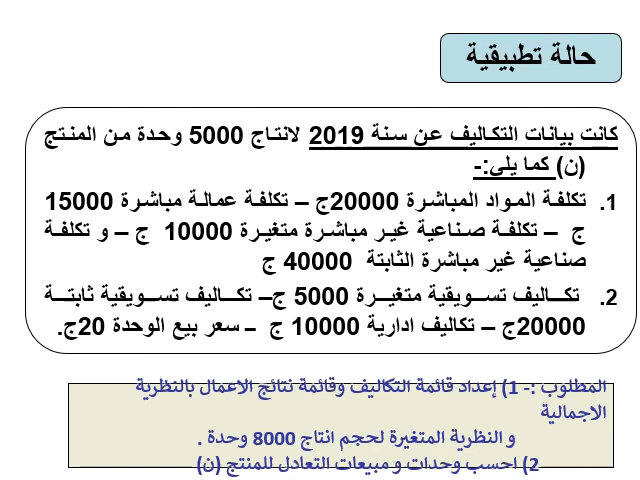 حالة تطبيقية
كانت بيانات التكاليف عن سنة 2019 لانتاج 5000 وحدة من المنتج
(ن) كما يلي:-
1. تكلفة المواد المباشرة 20000ج – تكلفة عمالة مباشرة 15000
ج – تكلفة صناعية غير مباشرة متغيرة 10000 ج – و تكلفة
صناعية غير مباشرة الثابتة 40000 ج
2. تكاليف تسويقية متغيرة 5000 ج– تكاليف تسويقية ثابتة
20000ج – تكاليف ادارية 10000 ج – سعر بيع الوحدة 20ج.
المطلوب :- 1) إعداد قائمة التكاليف وقائمة نتائج الاعمال بالنظرية
الاجمالية
و النظرية المتغيرة لحجم انتاج 8000 وحدة .
2) احسب وحدات و مبيعات التعادل للمنتج (ن)